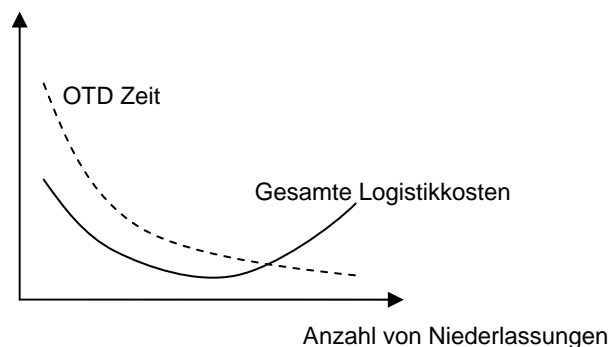 OTD Zeit
Gesamte Logistikkosten
Anzahl von Niederlassungen